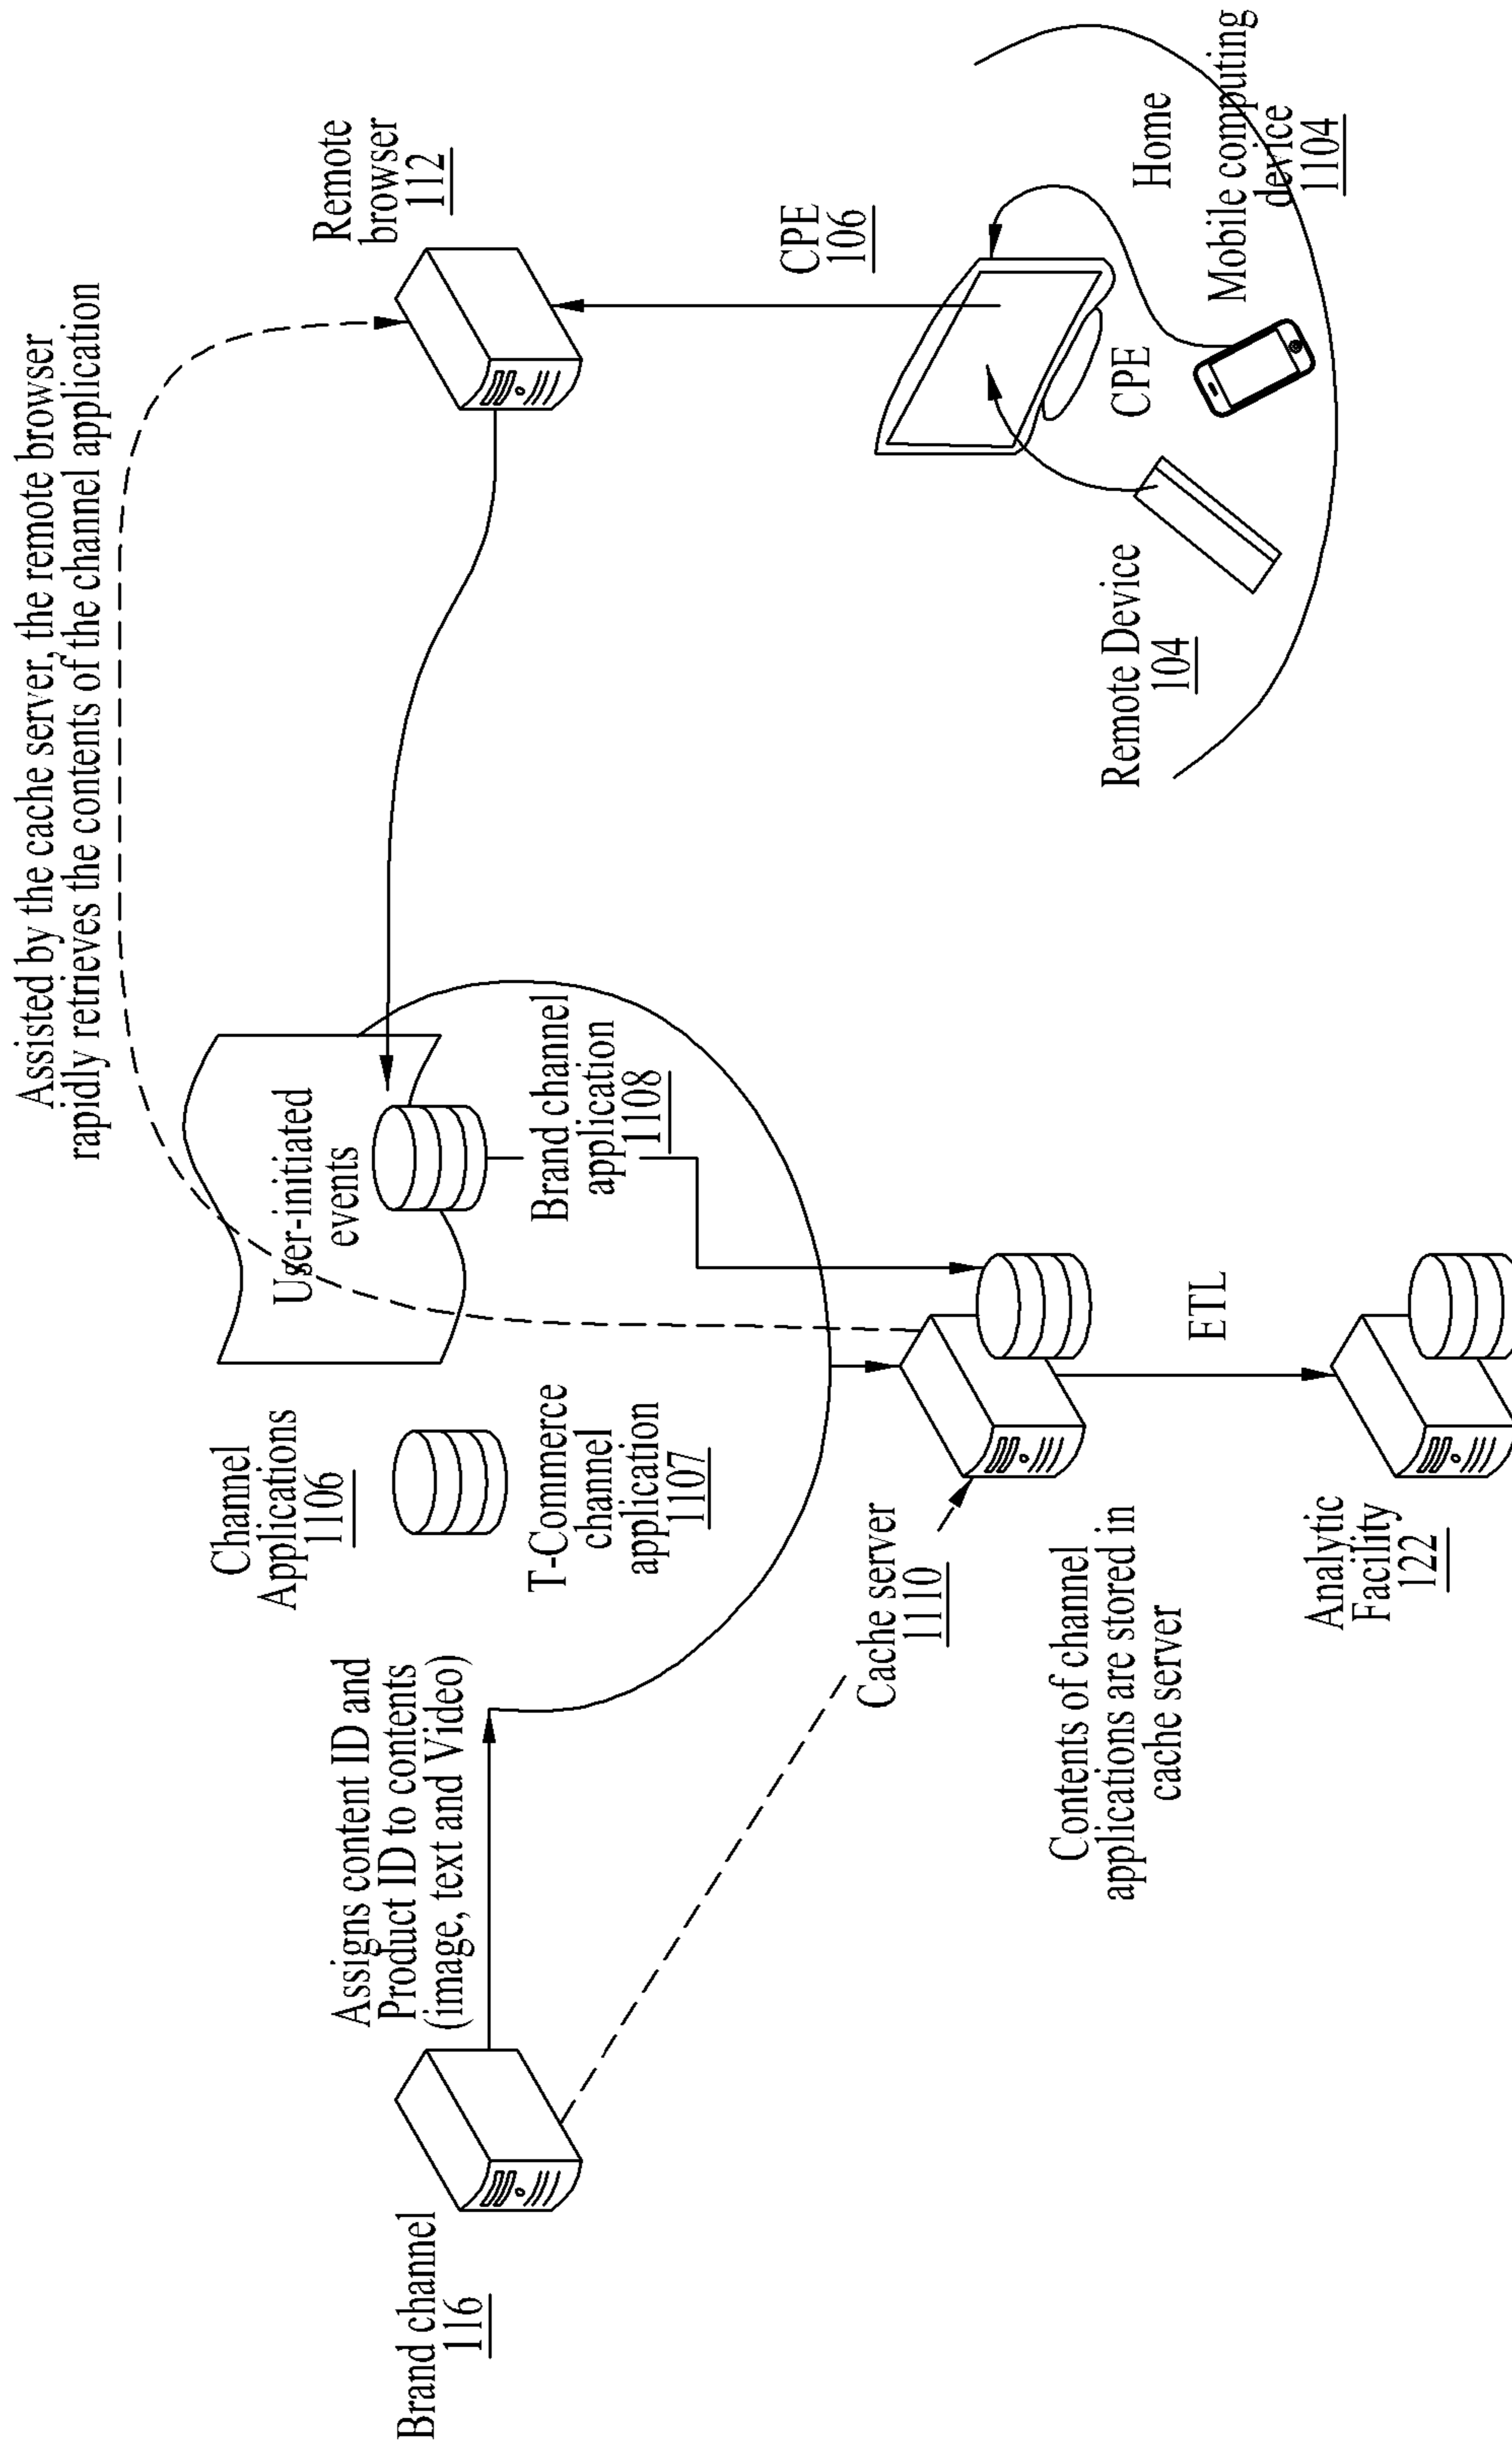 Assisted by the cache server, the remote browser
rapidly retrieves the contents of the channel application
Remote
browser
112
User-initiated
events
Channel
Applications
1106
Assigns content ID and
Product ID to contents
(image, text and Video)
Brand channel
116
T-Commerce
channel
application
1107
Brand channel
application
1108
CPE
106
Cache server
1110
Contents of channel
applications are stored in
cache server
ETL
Remote Device
104
CPE
Home
Mobile computing
device
1104
Analytic
Facility
122